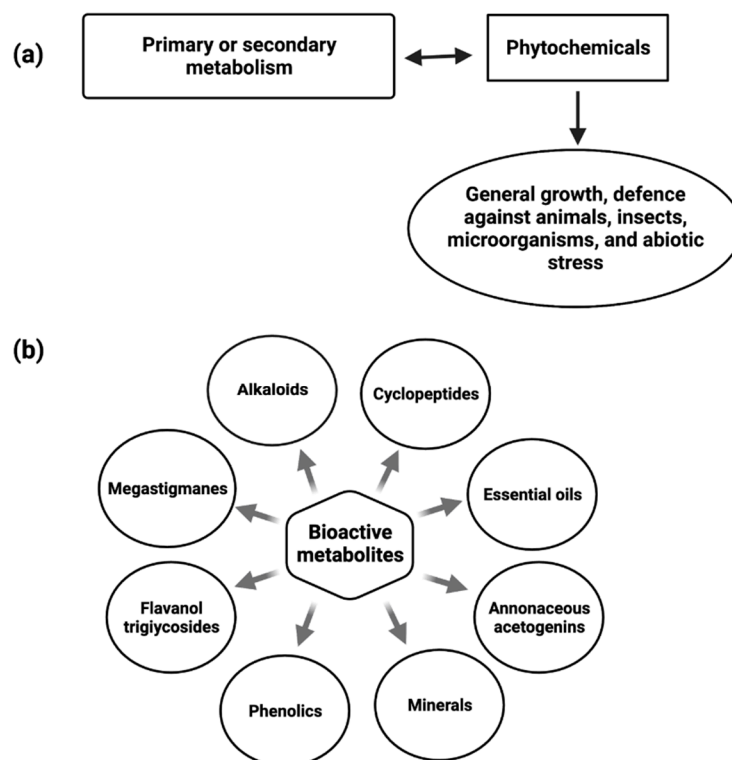 (a)
Primary or secondary
metabolism
Phytochemicals
General growth, defence
against animals, insects,
microorganisms, and abiotic
stress
(b)
Alkaloids
Cyclopeptides
Megastigmanes
Essential oils
Bioactive
metabolites
Flavanol
trigiycosides
Annonaceous
acetogenins
Phenolics
Minerals